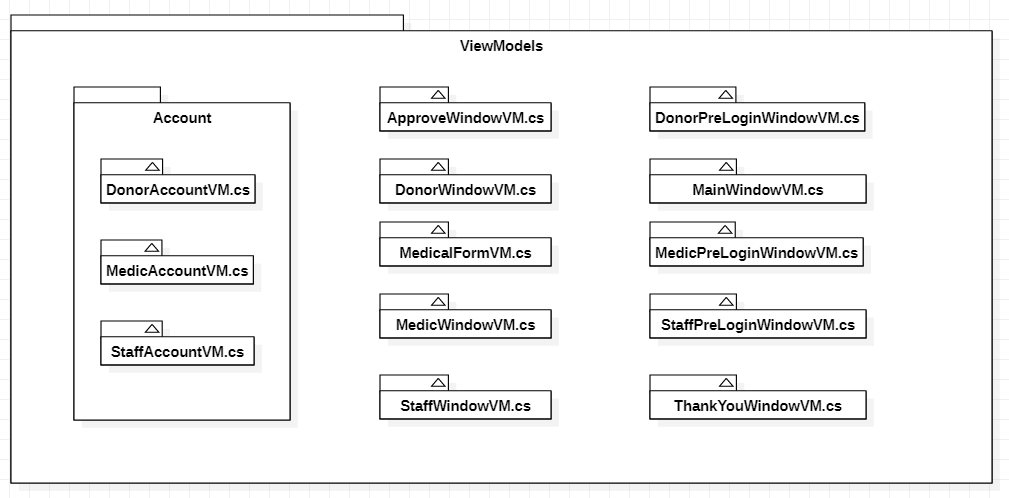 ViewModels
Account
DonorAccountVM.cs
MedicAccountVM.cs
StaffAccountVM.cs
ApproveWindowVM.cs
DonorWindowVM.cs
MedicalFormVM.cs
MedicWindowVM.cs
StaffWindowVM.cs
DonorPreLoginWindowVM.cs
MainWindowVM.cs
MedicPreLoginWindowVM.cs
StaffPreLoginWindowVM.cs
ThankYouWindowVM.cs